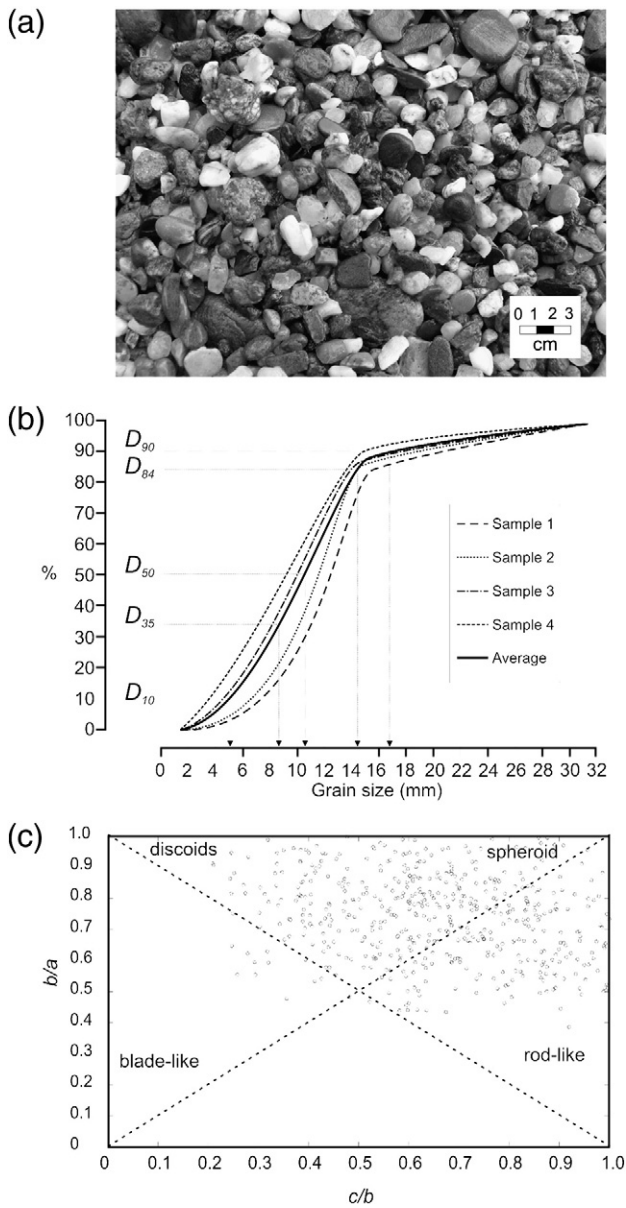 (a)
0 1 2 3
cm
(b)
100
90
80
70
60
50
40
30
20
10
0
%
D90
D84
D50
D35
D10
Sample 1
Sample 2
Sample 3
Sample 4
Average
0 2 4 6 8 10 12 14 16 18 20 22 24 26 28 30 32
Grain size (mm)
(c)
1.0
0.9
0.8
0.7
0.6
0.5
0.4
0.3
0.2
0.1
0
b/a
discoids
spheroid
blade-like
rod-like
0.1 0.2 0.3 0.4 0.5 0.6 0.7 0.8 0.9 1.0
c/b